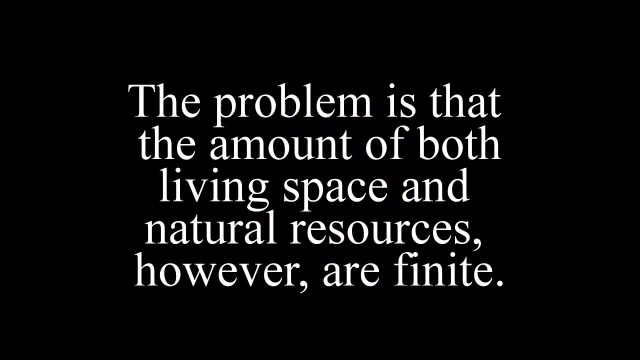 The problem is that
the amount of both
living space and
natural resources,
however, are finite.